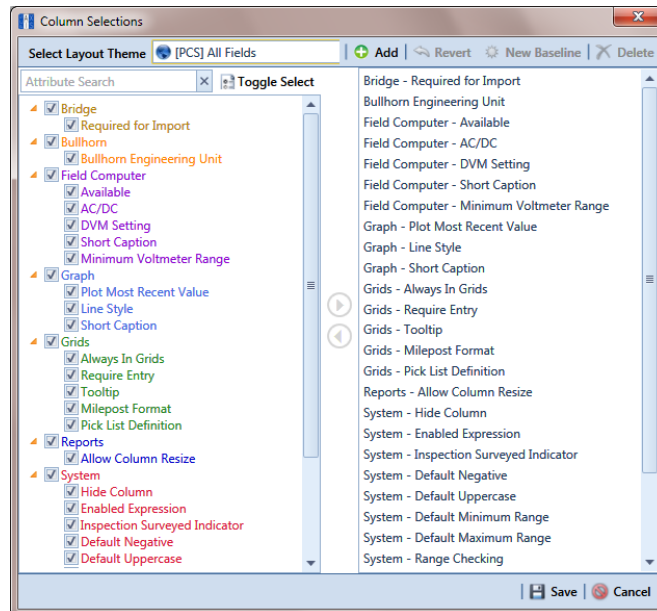 Column Selections
Select Layout Theme [PCS] All Fields Add Revert New Baseline Delete
Attribute Search Toggle Select
Bridge
Required for Import
Bullhorn
Bullhorn Engineering Unit
Field Computer
Available
AC/DC
DVM Setting
Short Caption
Minimum Voltmeter Range
Graph
Plot Most Recent Value
Line Style
Short Caption
Grids
Always In Grids
Require Entry
Tooltip
Milepost Format
Pick List Definition
Reports
Allow Column Resize
System
Hide Column
Enabled Expression
Inspection Surveyed Indicator
Default Negative
Default Uppercase
Bridge - Required for Import
Bullhorn Engineering Unit
Field Computer - Available
Field Computer - AC/DC
Field Computer - DVM Setting
Field Computer - Short Caption
Field Computer - Minimum Voltmeter Range
Graph - Plot Most Recent Value
Graph - Line Style
Graph - Short Caption
Grids - Always In Grids
Grids - Require Entry
Grids - Tooltip
Grids - Milepost Format
Grids - Pick List Definition
Reports - Allow Column Resize
System - Hide Column
System - Enabled Expression
System - Inspection Surveyed Indicator
System - Default Negative
System - Default Uppercase
System - Default Minimum Range
System - Default Maximum Range
System - Range Checking
Save Cancel